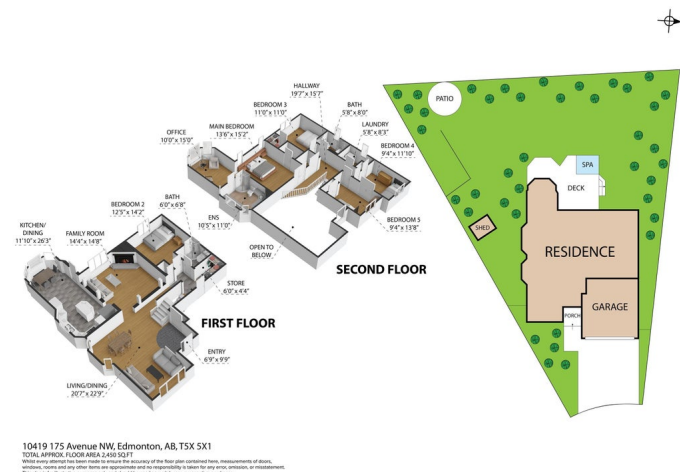 HALLWAY
19'7" x 15'7"
BEDROOM 3
11'0" x 11'0"
BATH
5'8" x 8'0"
MAIN BEDROOM
13'6" x 15'2"
LAUNDRY
5'8" x 8'3"
OFFICE
10'0" x 15'0"
BEDROOM 4
9'4" x 11'10"
ENS
10'5" x 11'0"
BEDROOM 5
9'4" x 13'8"
OPEN TO
BELOW
SECOND FLOOR
BATH
6'0" x 6'8"
BEDROOM 2
12'5" x 14'2"
KITCHEN/
DINING
11'10" x 26'3"
FAMILY ROOM
14'4" x 14'8"
STORE
6'0" x 4'4"
FIRST FLOOR
ENTRY
6'9" x 9'9"
LIVING/DINING
20'7" x 22'9"
PATIO
SPA
DECK
SHED
RESIDENCE
GARAGE
PORCH
10419 175 Avenue NW, Edmonton, AB, T5X 5X1
TOTAL APPROX. FLOOR AREA 2,450 SQ.FT
Whilst every attempt has been made to ensure the accuracy of the floor plan contained here, measurements of doors,
windows, rooms and any other items are approximate and no responsibility is taken for any error, omission, or misstatement.